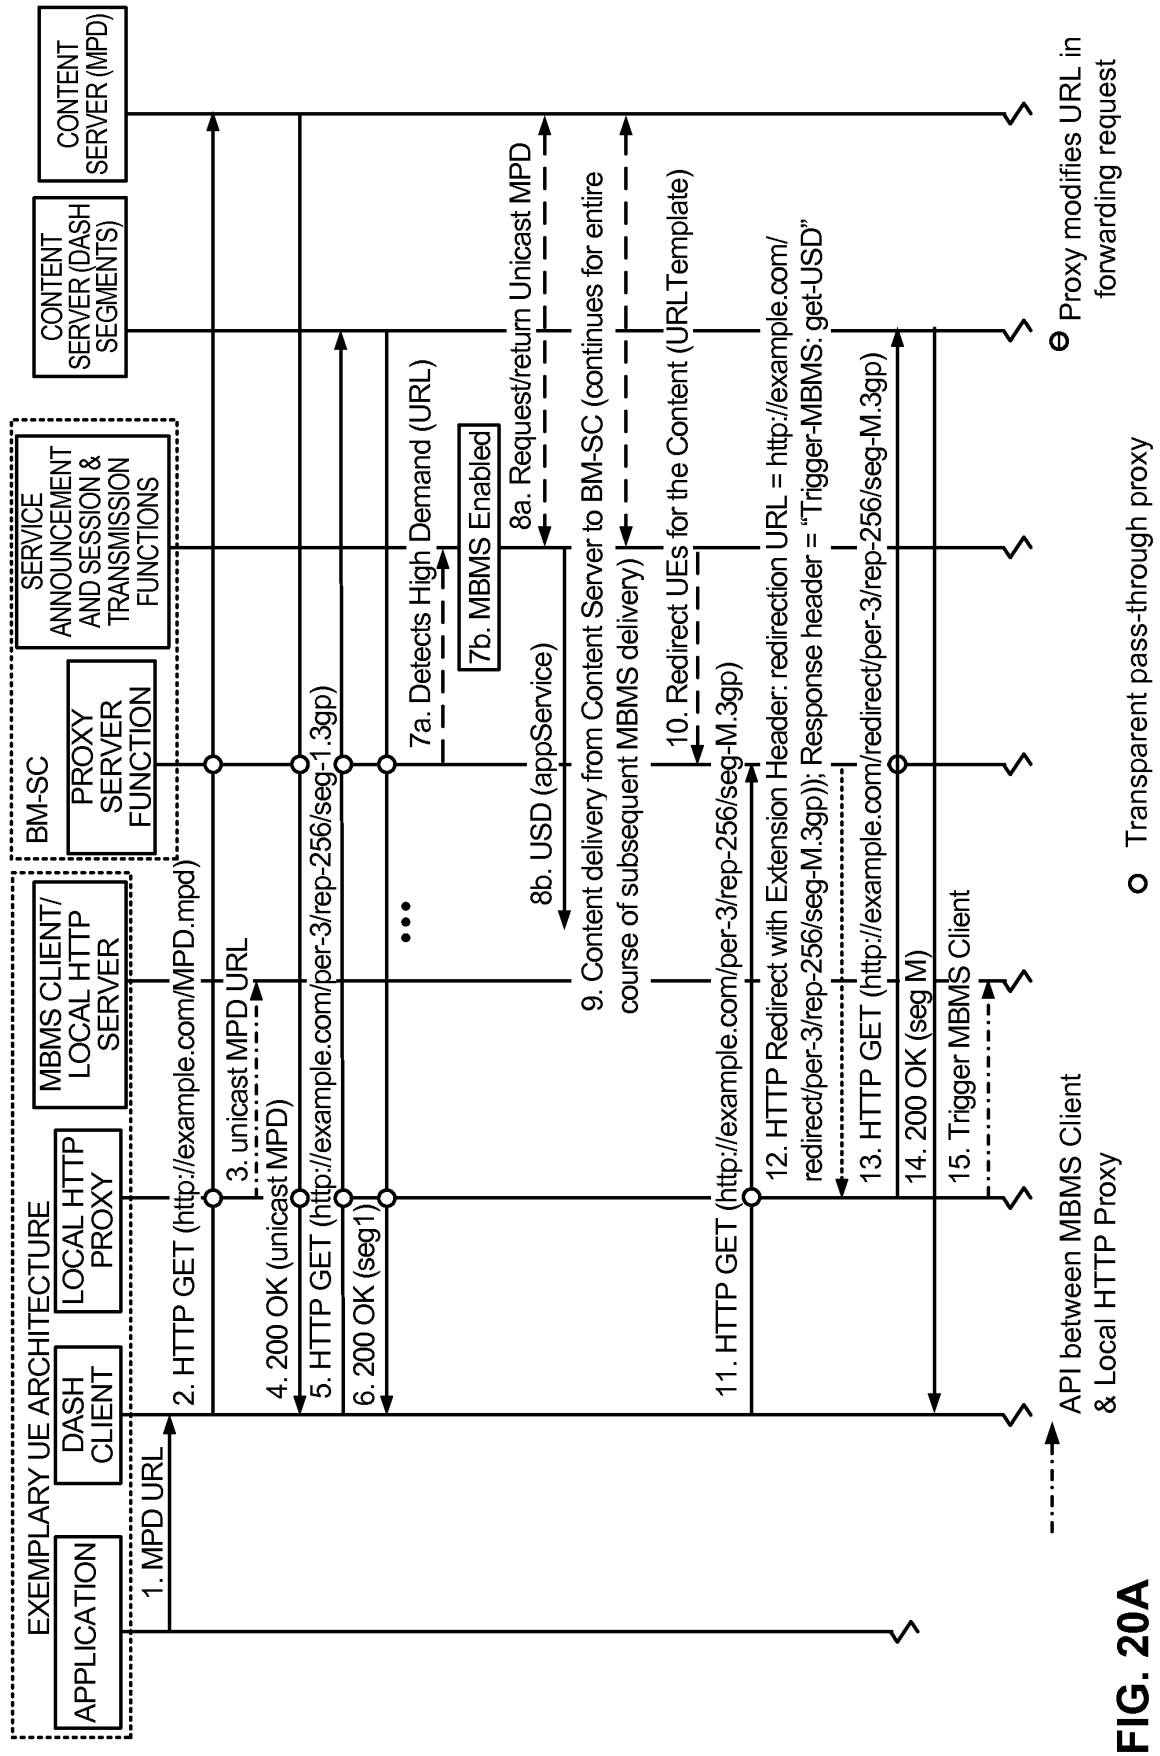 EXEMPLARY UE ARCHITECTURE
APPLICATION
DASH
CLIENT
LOCAL HTTP
PROXY
MBMS CLIENT/
LOCAL HTTP
SERVER
BM-SC
PROXY
SERVER
FUNCTION
SERVICE
ANNOUNCEMENT
AND SESSION &
TRANSMISSION
FUNCTIONS
CONTENT
SERVER (DASH
SEGMENTS)
CONTENT
SERVER (MPD)
1. MPD URL
2. HTTP GET (http://example.com/MPD.mpd)
3. unicast MPD URL
4. 200 OK (unicast MPD)
5. HTTP GET (http://example.com/per-3/rep-256/seg-1.3gp)
6. 200 OK (seg1)
•••
7a. Detects High Demand (URL)
7b. MBMS Enabled
8a. Request/return Unicast MPD
8b. USD (appService)
9. Content delivery from Content Server to BM-SC (continues for entire
course of subsequent MBMS delivery)
10. Redirect UEs for the Content (URLTemplate)
11. HTTP GET (http://example.com/per-3/rep-256/seg-M.3gp)
12. HTTP Redirect with Extension Header: redirection URL = http://example.com/
redirect/per-3/rep-256/seg-M.3gp)); Response header = “Trigger-MBMS: get-USD”
13. HTTP GET (http://example.com/redirect/per-3/rep-256/seg-M.3gp)
14. 200 OK (seg M)
15. Trigger MBMS Client
API between MBMS Client
& Local HTTP Proxy
Transparent pass-through proxy
Proxy modifies URL in
forwarding request
FIG. 20A